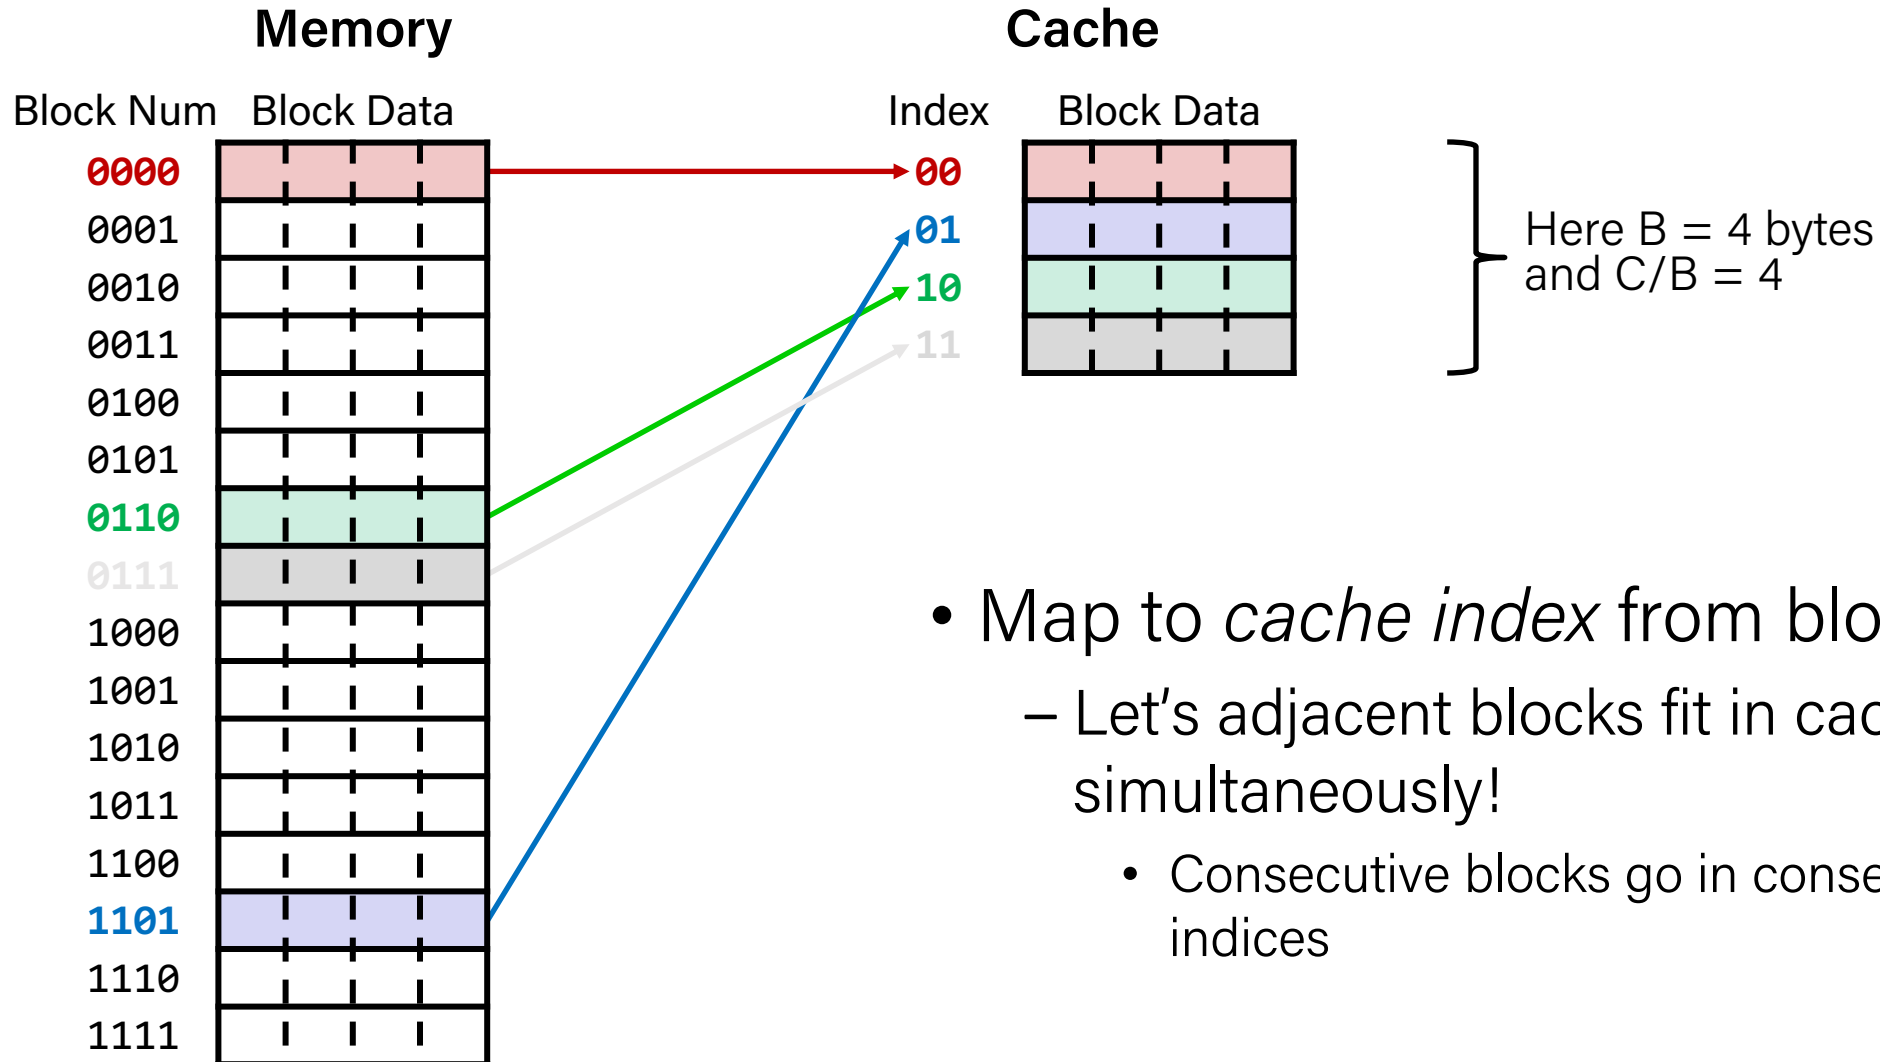 Memory
Cache
Block Num Block Data
Index Block Data
0000
0001
0010
0011
0100
0101
0110
0111
1000
1001
1010
1011
1100
1101
1110
1111
00
01
10
11
Here B = 4 bytes
and C/B = 4
• Map to cache index from blo
– Let's adjacent blocks fit in cac
simultaneously!
• Consecutive blocks go in conse
indices